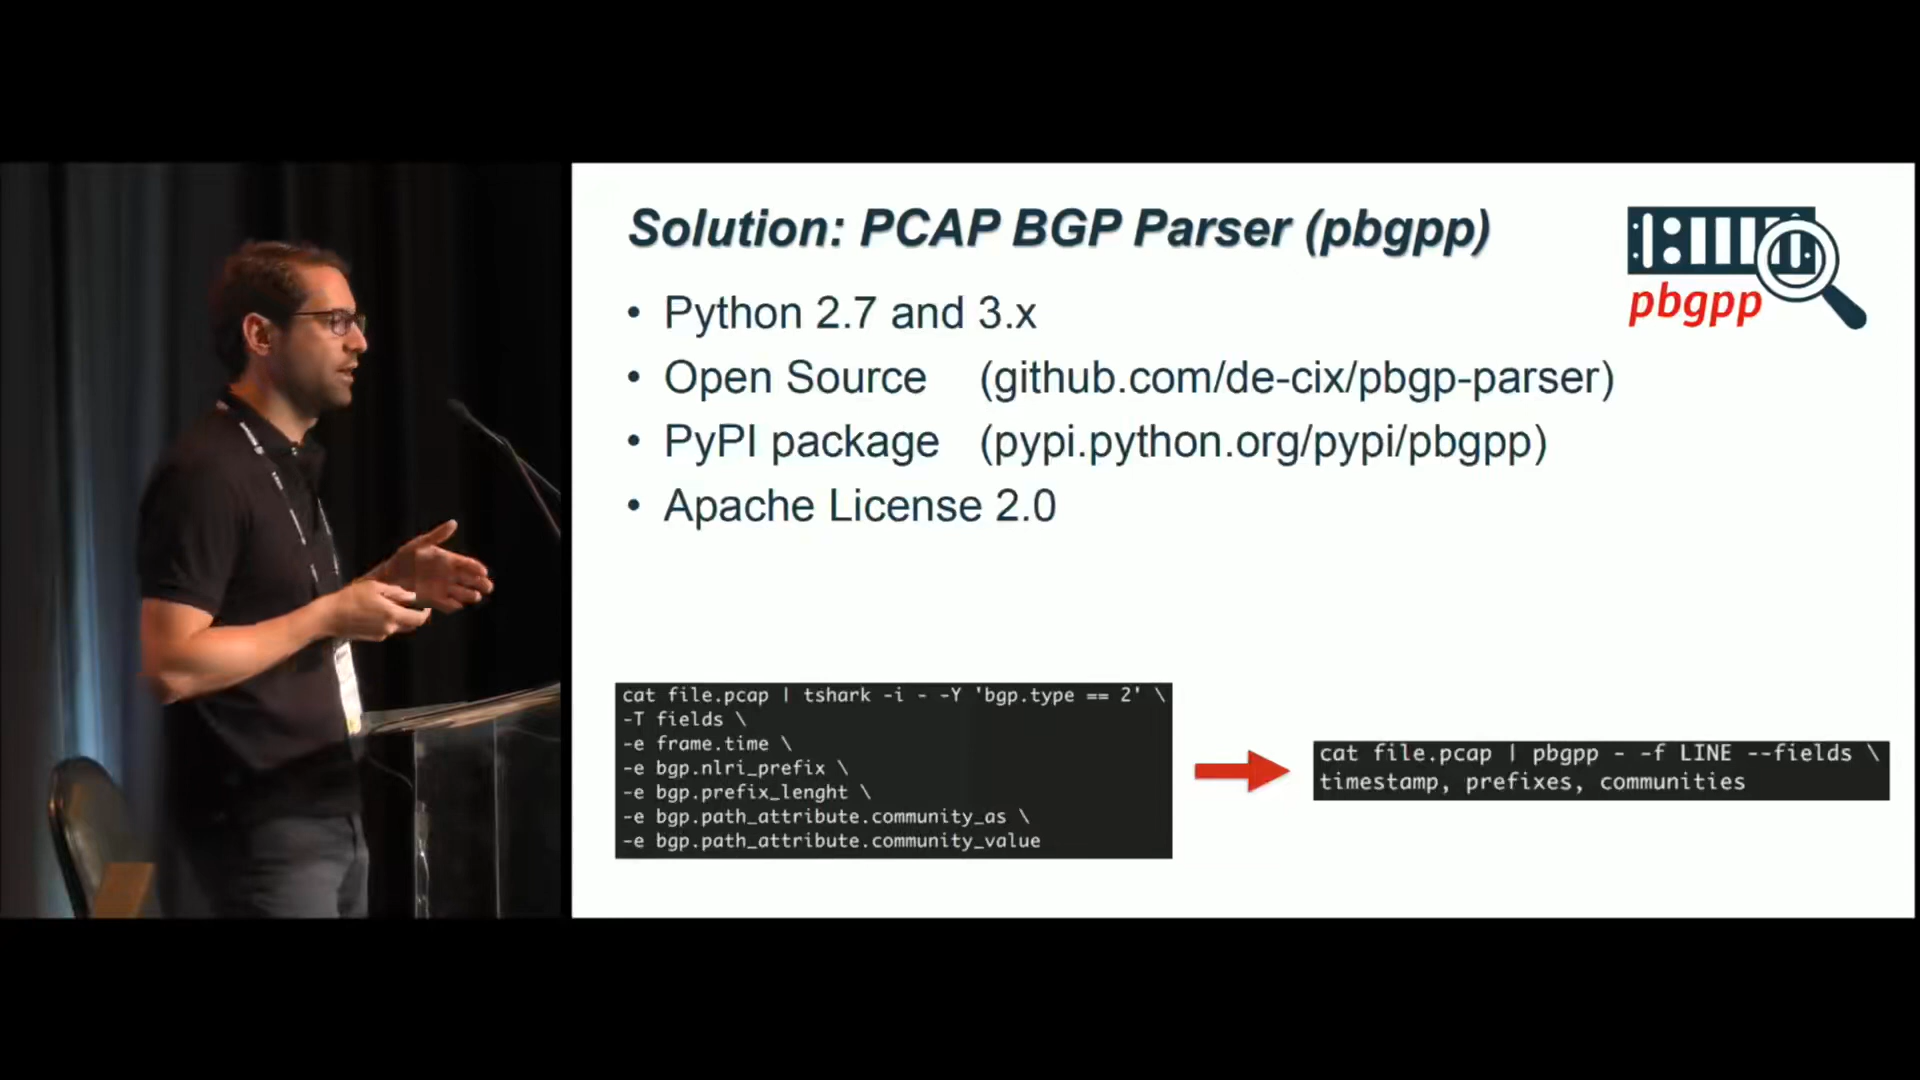 Solution: PCAP BGP Parser (pbgpp)
pbgpp
• Python 2.7 and 3.x
• Open Source (github.com/de-cix/pbgp-parser)
• PyPI package (pypi.python.org/pypi/pbgpp)
• Apache License 2.0
cat file.pcap | tshark -i - -Y 'bgp.type == 2' \
-T fields \
-e frame.time \
-e bgp.nlri_prefix \
-e bgp.prefix_lenght \
-e bgp.path_attribute.community_as \
-e bgp.path_attribute.community_value
cat file.pcap | pbgpp - -f LINE --fields \
timestamp, prefixes, communities